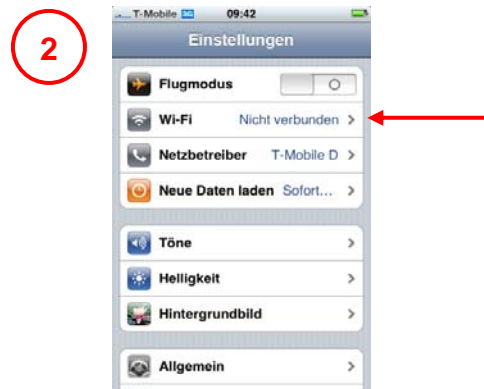 2
T-Mobile 3G 09:42
Einstellungen
Flugmodus
Wi-Fi Nicht verbunden
Netzbetreiber T-Mobile D
Neue Daten laden Sofort...
Töne
Helligkeit
Hintergrundbild
Allgemein